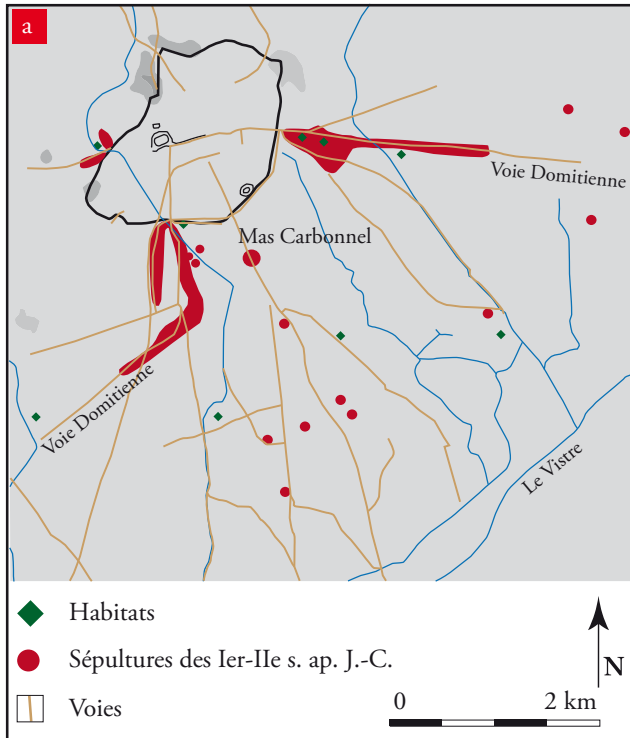 a
Voie Domitienne
Mas Carbonnel
Voie Domitienne
Le Vistre
Habitats
Sépultures des Ier-IIe s. ap. J.-C.
Voies
N
0 2 km